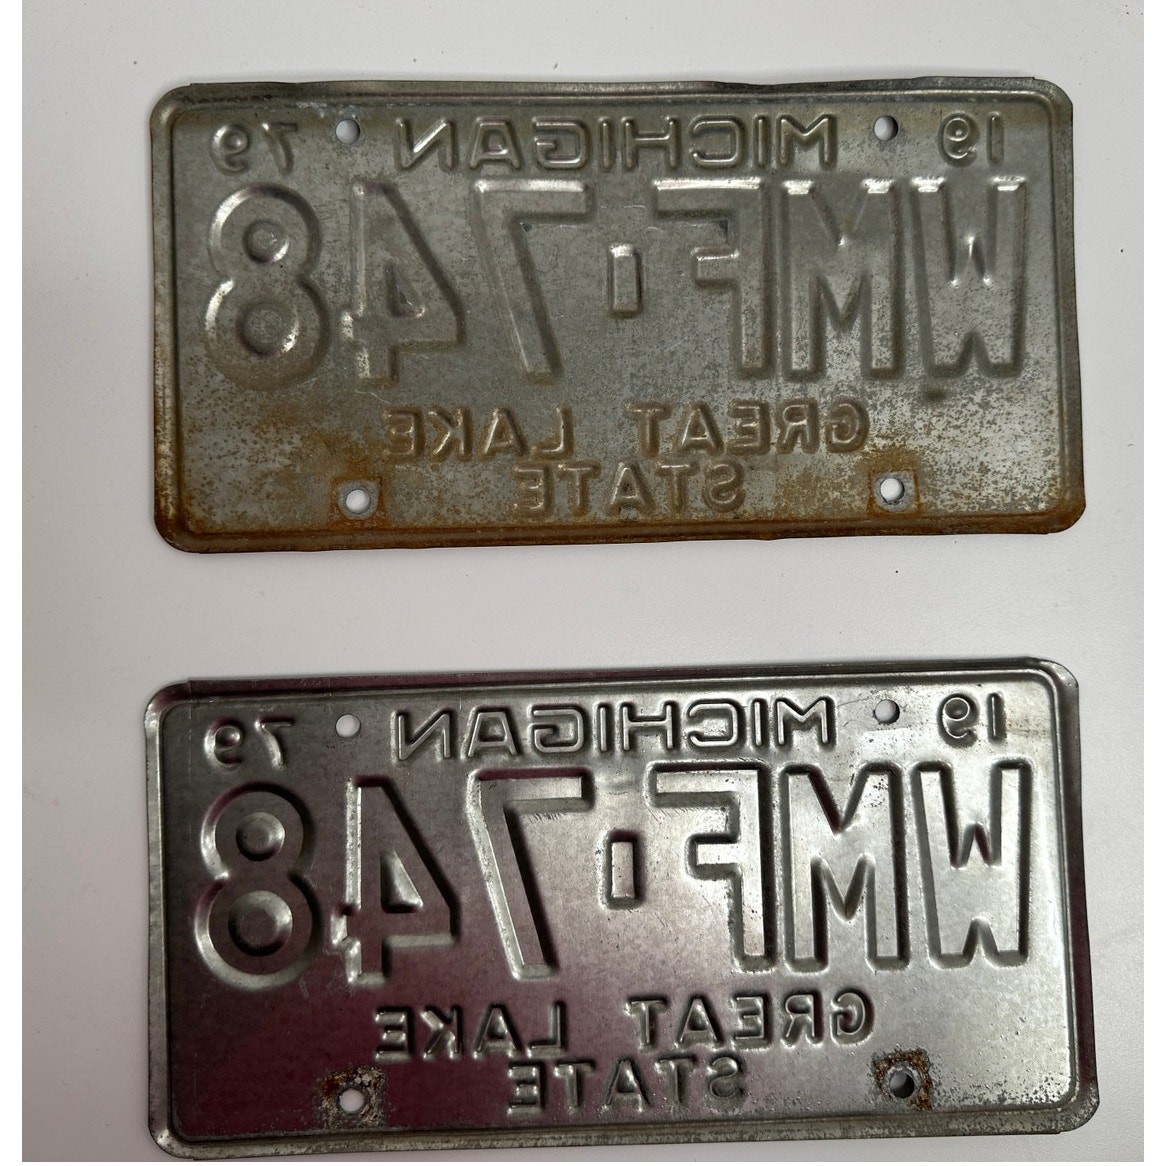 19 MICHIGAN 79
WMF·748
GREAT LAKE
STATE
19 MICHIGAN 79
WMF·748
GREAT LAKE
STATE